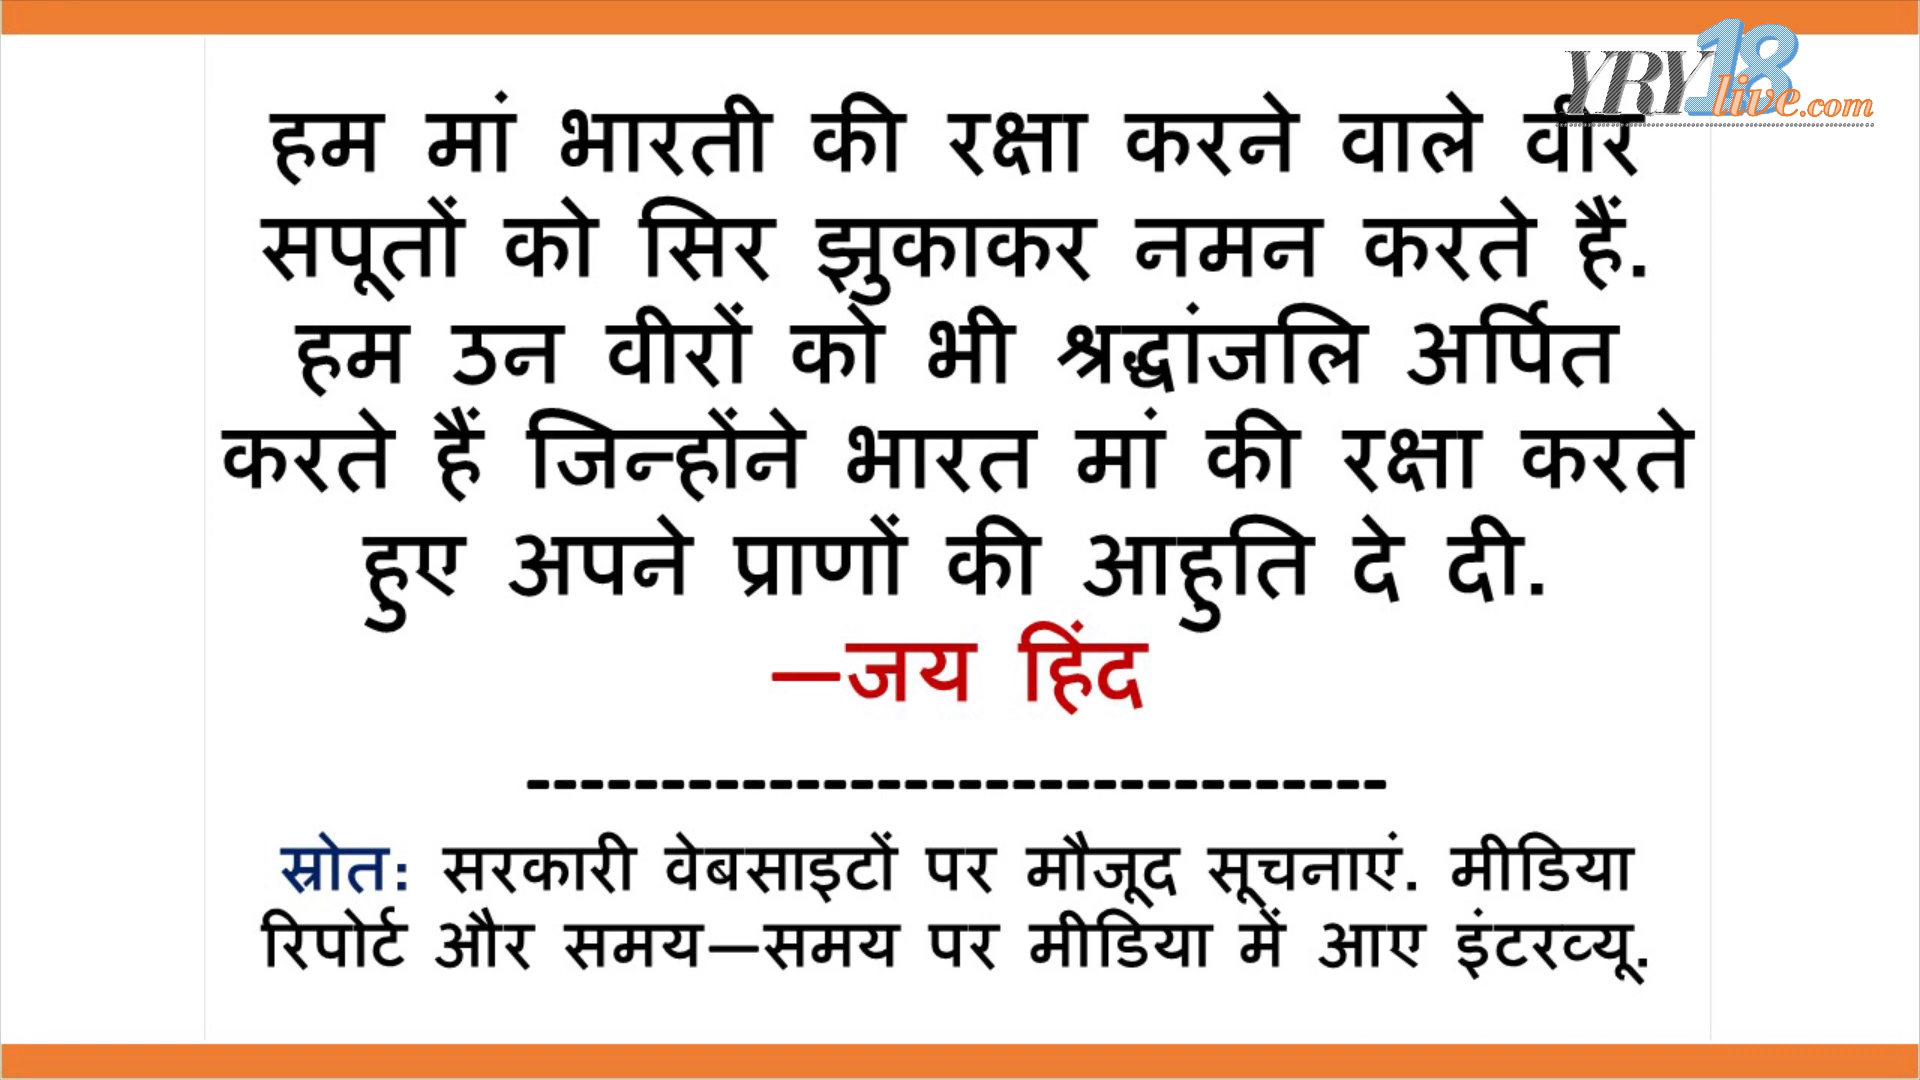 YRY18live.com
हम मां भारती की रक्षा करने वाले वीर
सपूतों को सिर झुकाकर नमन करते हैं.
हम उन वीरों को भी श्रद्धांजलि अर्पित
करते हैं जिन्होंने भारत मां की रक्षा करते
हुए अपने प्राणों की आहुति दे दी.
—जय हिंद
--------------------------------
स्रोत: सरकारी वेबसाइटों पर मौजूद सूचनाएं. मीडिया
रिपोर्ट और समय—समय पर मीडिया में आए इंटरव्यू.